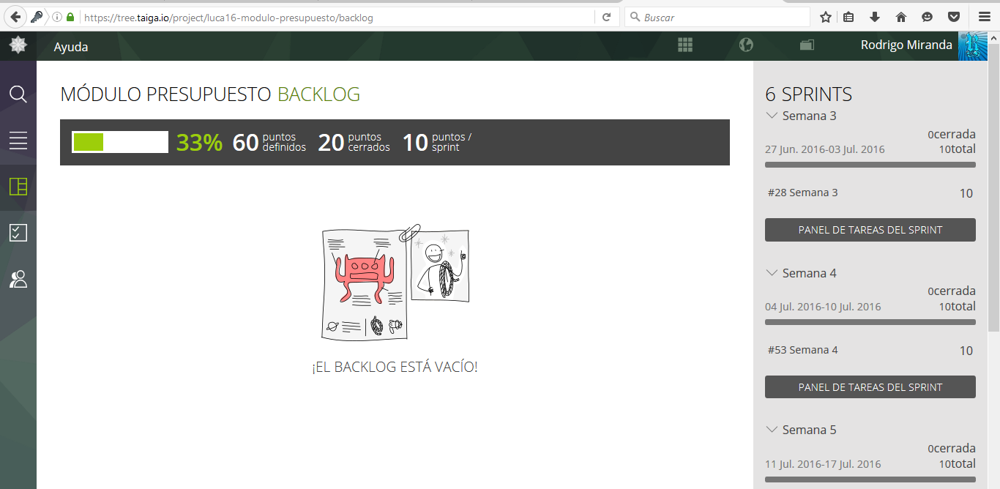 https://tree.taiga.io/project/luca16-modulo-presupuesto/backlog
Buscar
Ayuda
Rodrigo Miranda
MÓDULO PRESUPUESTO BACKLOG
33% 60 puntos definidos 20 puntos cerrados 10 puntos / sprint
¡EL BACKLOG ESTÁ VACÍO!
6 SPRINTS
Semana 3
0cerrada
27 Jun. 2016-03 Jul. 2016 10total
#28 Semana 3 10
PANEL DE TAREAS DEL SPRINT
Semana 4
0cerrada
04 Jul. 2016-10 Jul. 2016 10total
#53 Semana 4 10
PANEL DE TAREAS DEL SPRINT
Semana 5
0cerrada
11 Jul. 2016-17 Jul. 2016 10total